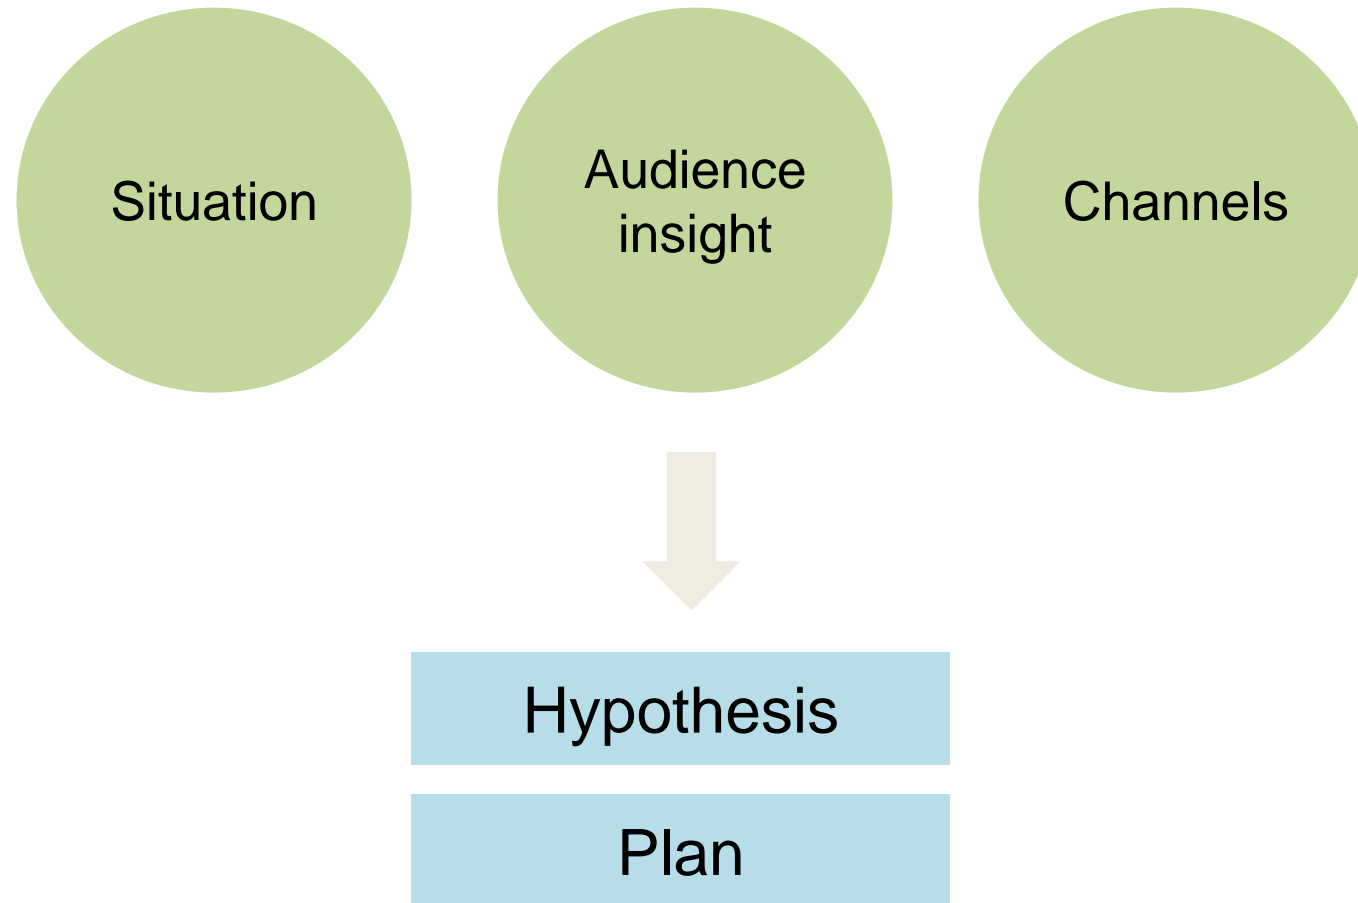 Situation
Audience
insight
Channels
Hypothesis
Plan